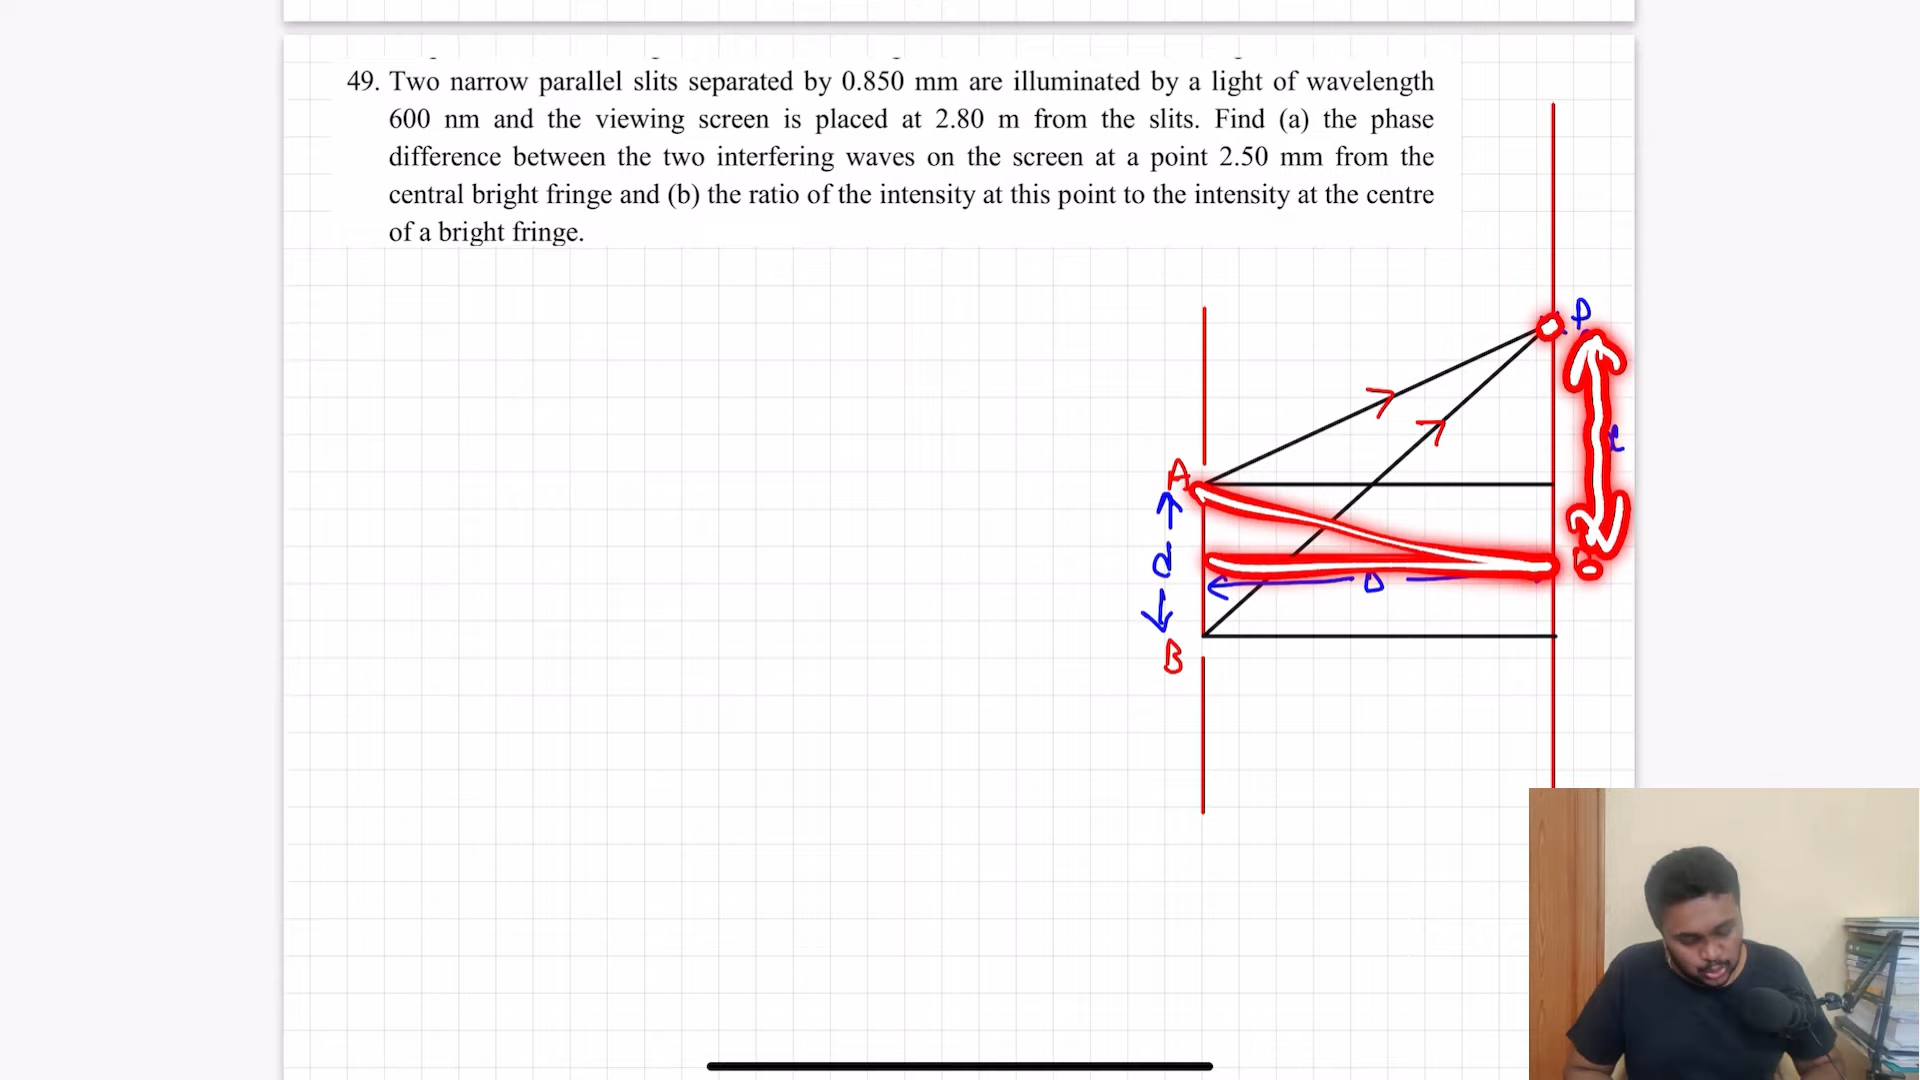 49. Two narrow parallel slits separated by 0.850 mm are illuminated by a light of wavelength
600 nm and the viewing screen is placed at 2.80 m from the slits. Find (a) the phase
difference between the two interfering waves on the screen at a point 2.50 mm from the
central bright fringe and (b) the ratio of the intensity at this point to the intensity at the centre
of a bright fringe.
P
A
d
D
B